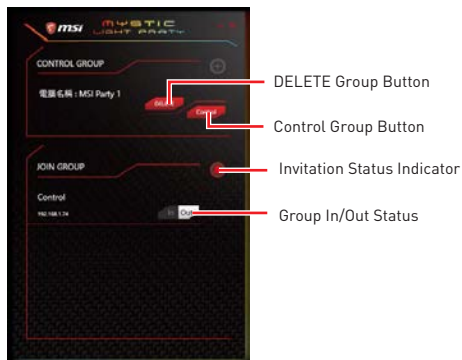 msi MYSTIC LIGHT PARTY
CONTROL GROUP
電腦名稱 : MSI Party 1
DELETE
Control
DELETE Group Button
Control Group Button
JOIN GROUP
Invitation Status Indicator
Control
192.168.1.74
In Out
Group In/Out Status